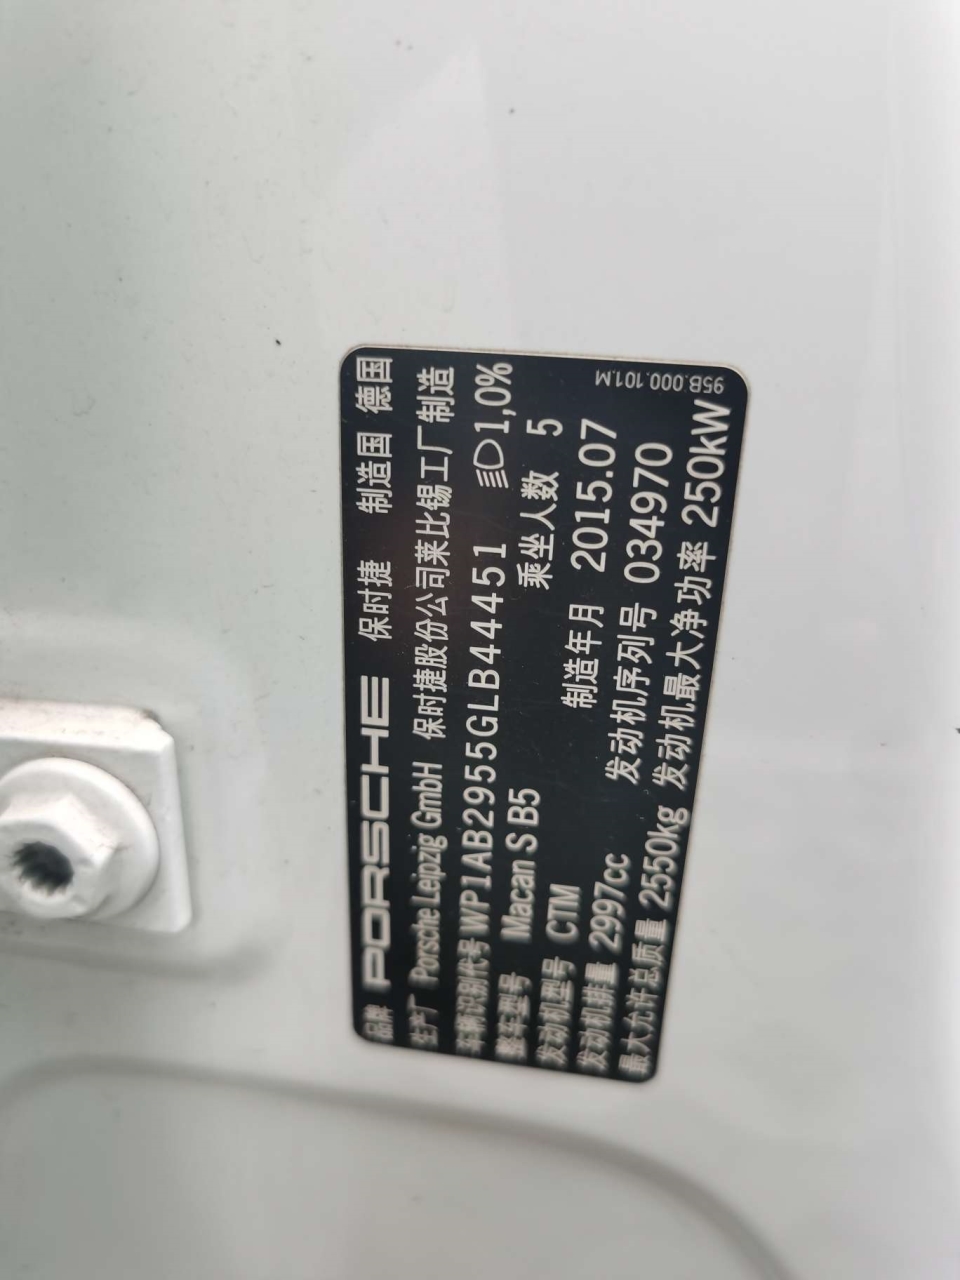 品牌 PORSCHE 保时捷 制造国 德国
生产厂 Porsche Leipzig GmbH 保时捷股份公司莱比锡工厂制造
车辆识别代号 WP1AB2955GLB44451 1,0%
整车型号 Macan S B5 乘坐人数 5
发动机型号 CTM 制造年月 2015.07
发动机排量 2997cc 发动机序列号 034970
最大允许总质量 2550kg 发动机最大净功率 250kW
95B.000.101.M